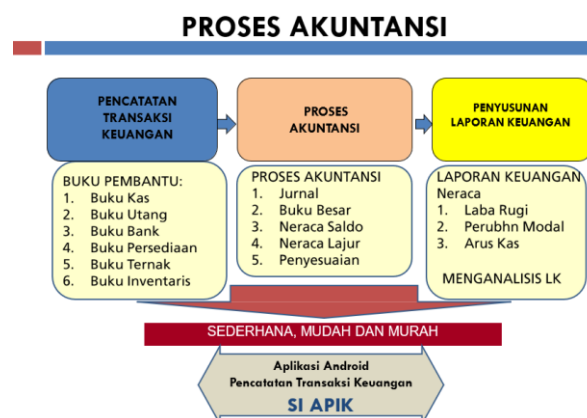 PROSES AKUNTANSI
PENCATATAN
TRANSAKSI
KEUANGAN
PROSES
AKUNTANSI
PENYUSUNAN
LAPORAN KEUANGAN
BUKU PEMBANTU:
1. Buku Kas
2. Buku Utang
3. Buku Bank
4. Buku Persediaan
5. Buku Ternak
6. Buku Inventaris
PROSES AKUNTANSI
1. Jurnal
2. Buku Besar
3. Neraca Saldo
4. Neraca Lajur
5. Penyesuaian
LAPORAN KEUANGAN
Neraca
1. Laba Rugi
2. Perubhn Modal
3. Arus Kas
MENGANALISIS LK
SEDERHANA, MUDAH DAN MURAH
Aplikasi Android
Pencatatan Transaksi Keuangan
SI APIK